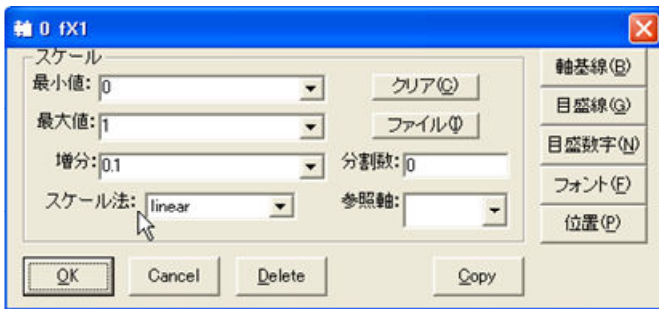 軸 0 fX1
スケール
最小値: 0
クリア(C)
最大値: 1
ファイル(I)
増分: 0.1
分割数: 0
スケール法: linear
参照軸:
軸基線(B)
目盛線(G)
目盛数字(N)
フォント(F)
位置(P)
OK
Cancel
Delete
Copy